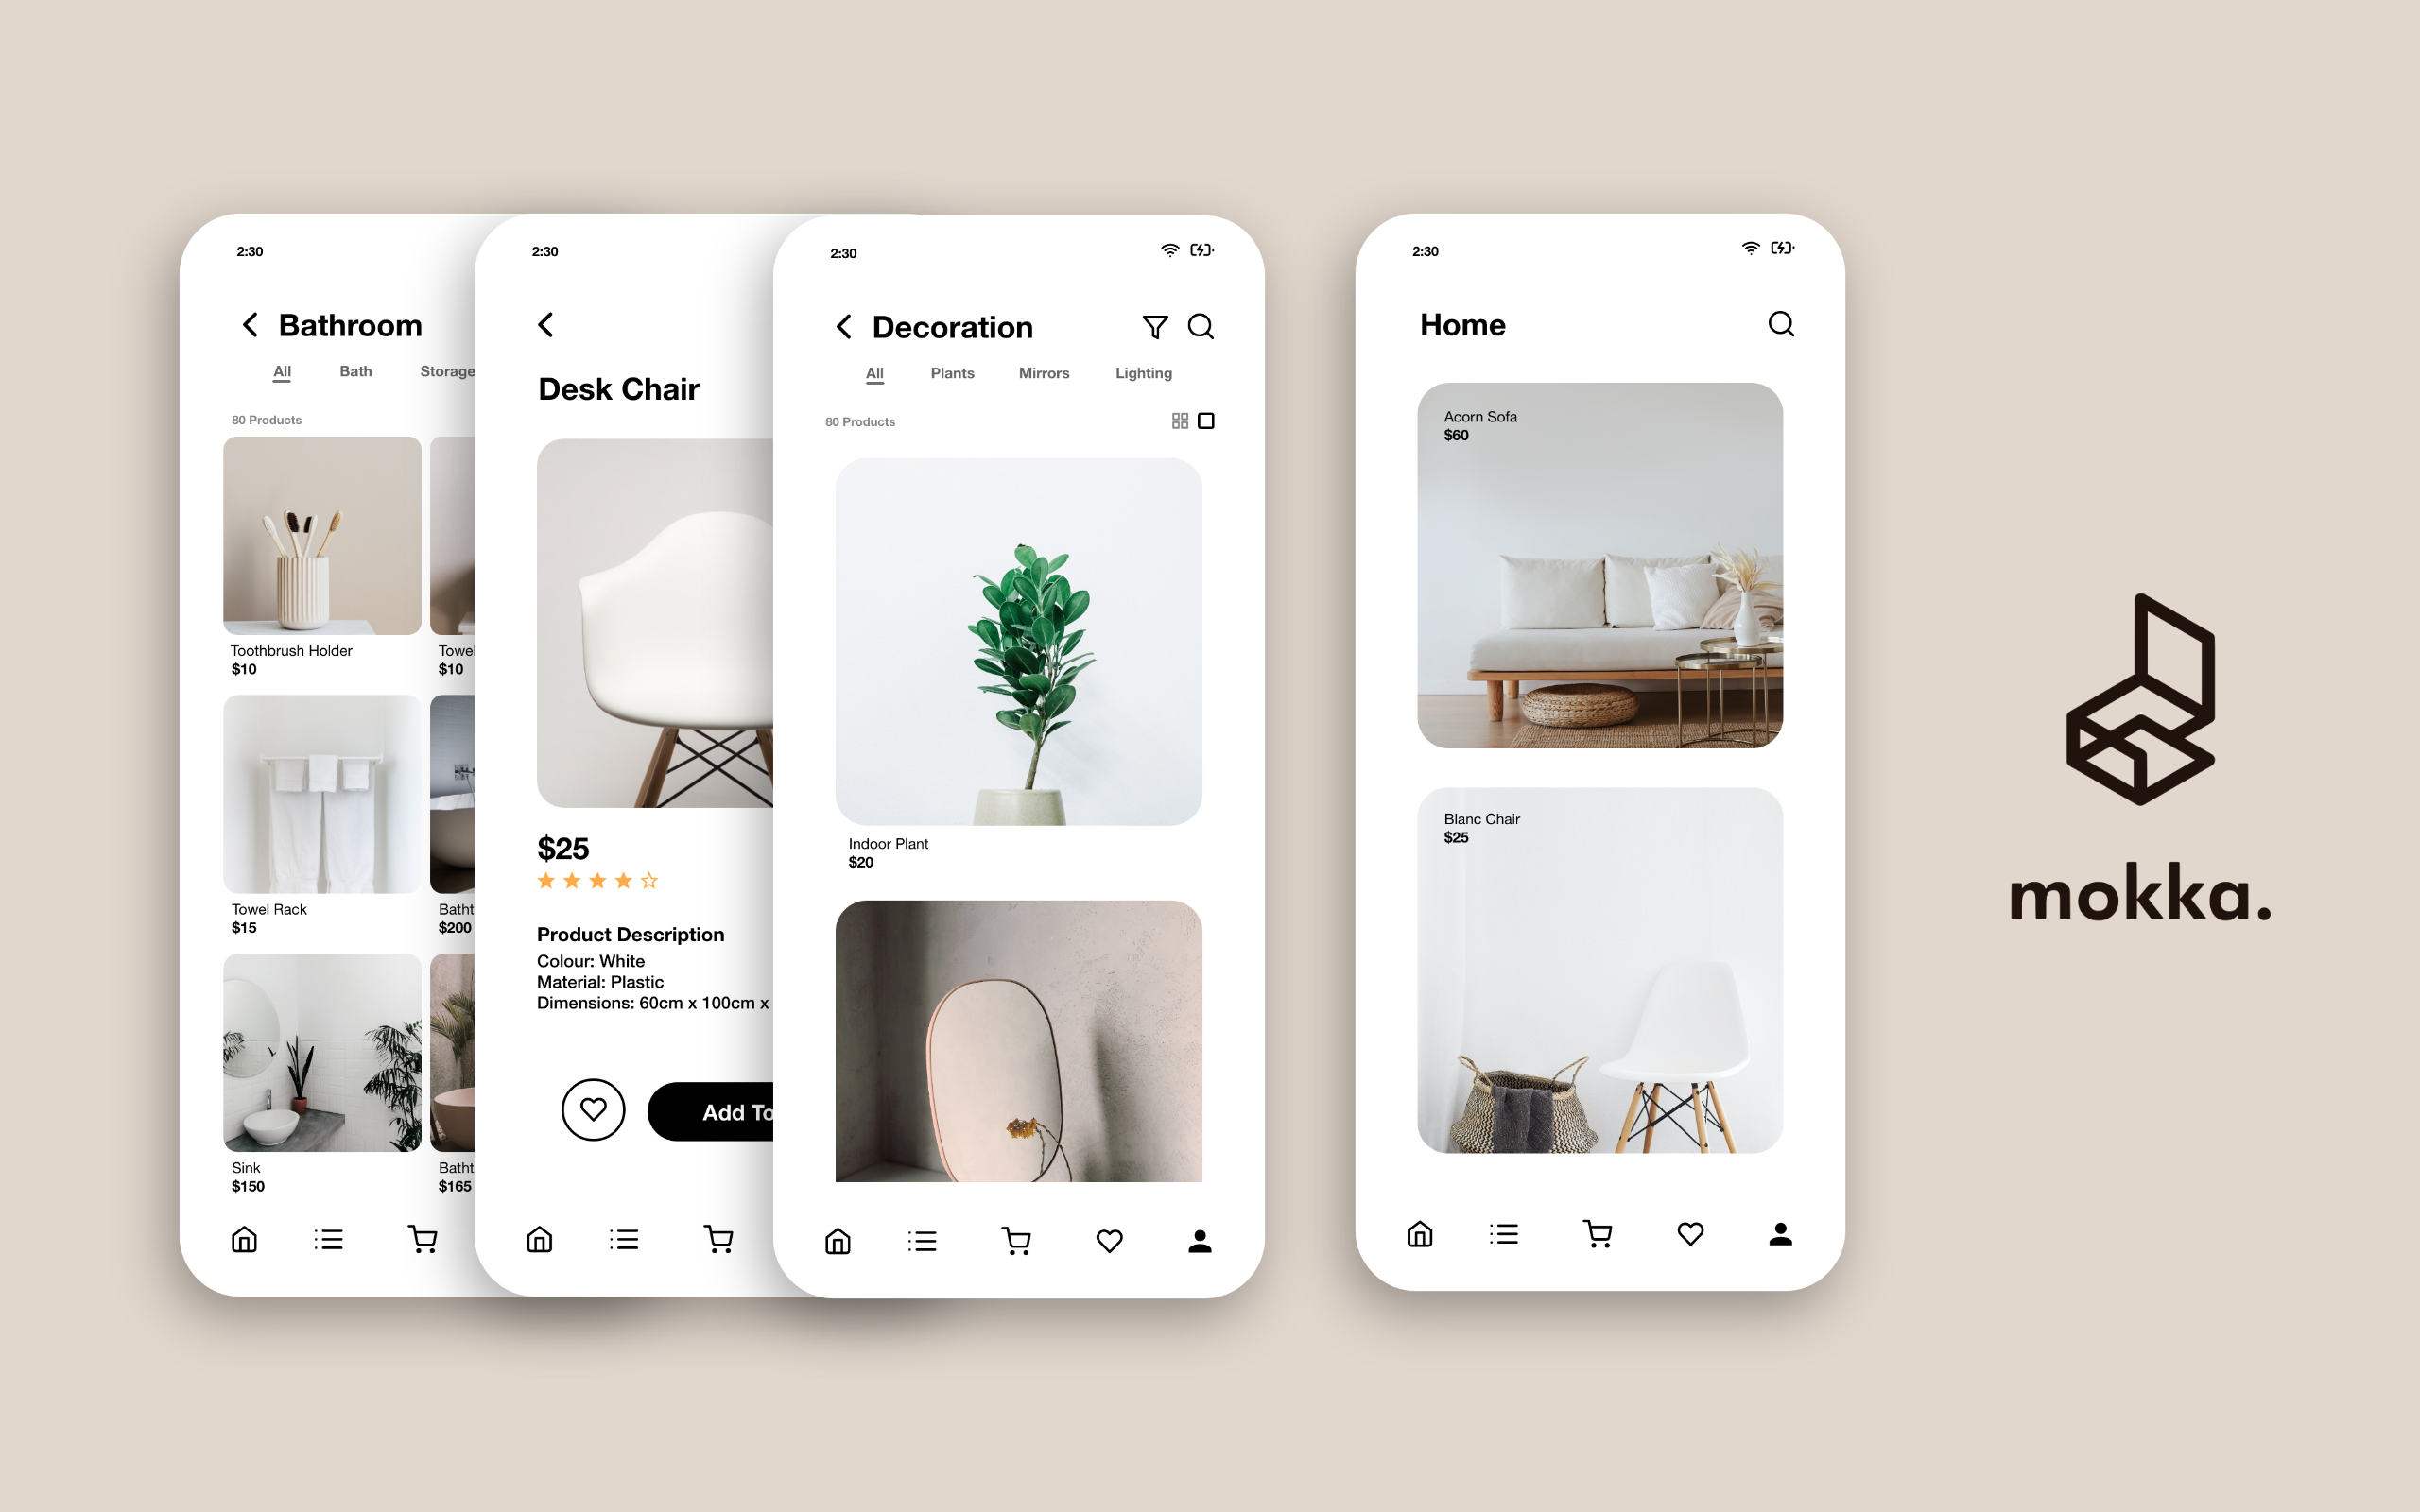 2:30
Bathroom
All Bath Storage
80 Products
Toothbrush Holder
$10
$10
Towel Rack
$15
$200
Sink
$150
$165
2:30
Desk Chair
$25
Product Description
Colour: White
Material: Plastic
Dimensions: 60cm x 100cm x
Add To
2:30
Decoration
All Plants Mirrors Lighting
80 Products
Indoor Plant
$20
2:30
Home
Acorn Sofa
$60
Blanc Chair
$25
mokka.